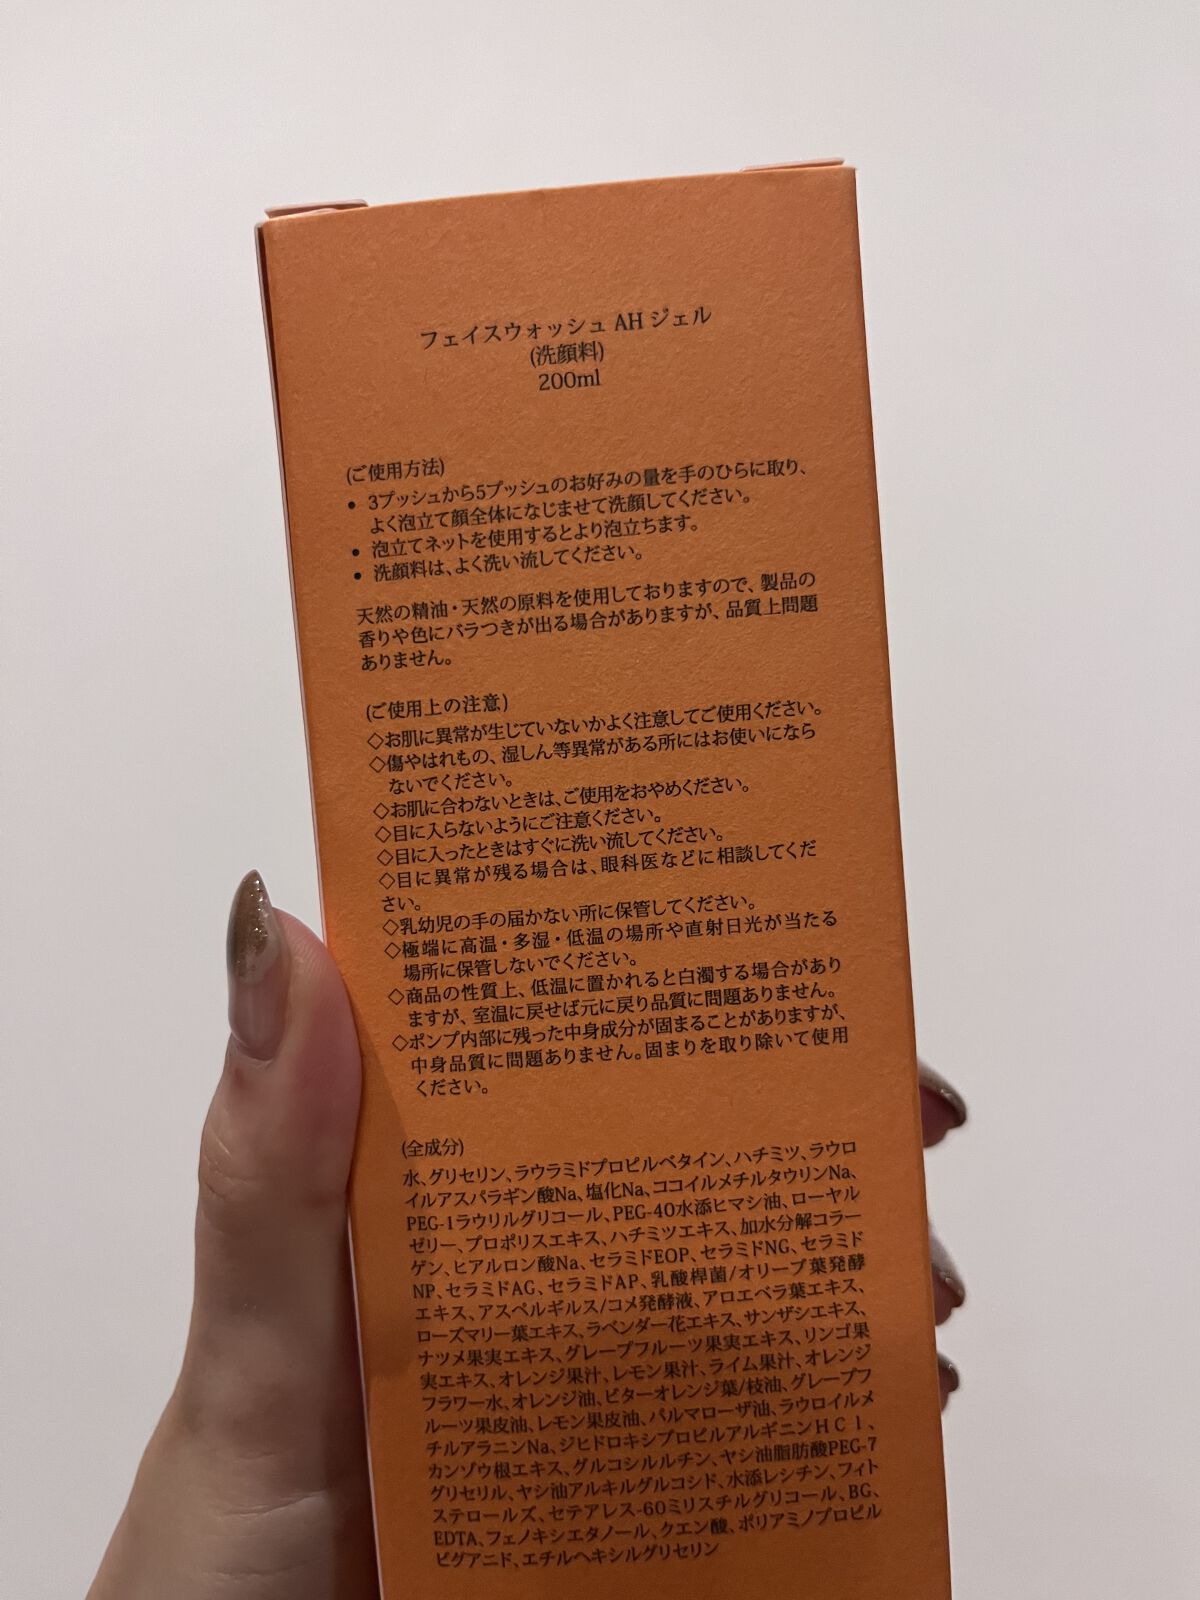 フェイスウォッシュ AH ジェル
(洗顔料)
200ml
(ご使用方法)
• 3プッシュから5プッシュのお好みの量を手のひらに取り、
よく泡立て顔全体になじませて洗顔してください。
• 泡立てネットを使用するとより泡立ちます。
• 洗顔料は、よく洗い流してください。
天然の精油・天然の原料を使用しておりますので、製品の
香りや色にバラつきが出る場合がありますが、品質上問題
ありません。
(ご使用上の注意)
◇お肌に異常が生じていないかよく注意してご使用ください。
◇傷やはれもの、湿しん等異常がある所にはお使いになら
ないでください。
◇お肌に合わないときは、ご使用をおやめください。
◇目に入らないようにご注意ください。
◇目に入ったときはすぐに洗い流してください。
◇目に異常が残る場合は、眼科医などに相談してくだ
さい。
◇乳幼児の手の届かない所に保管してください。
◇極端に高温・多湿・低温の場所や直射日光が当たる
場所に保管しないでください。
◇商品の性質上、低温に置かれると白濁する場合があり
ますが、室温に戻せば元に戻り品質に問題ありません。
◇ポンプ内部に残った中身成分が固まることがありますが、
中身品質に問題ありません。固まりを取り除いて使用
ください。
(全成分)
水、グリセリン、ラウラミドプロピルベタイン、ハチミツ、ラウロ
イルアスパラギン酸Na、塩化Na、ココイルメチルタウリンNa、
PEG-1ラウリルグリコール、PEG-40水添ヒマシ油、ローヤル
ゼリー、プロポリスエキス、ハチミツエキス、加水分解コラー
ゲン、ヒアルロン酸Na、セラミドEOP、セラミドNG、セラミド
NP、セラミドAG、セラミドAP、乳酸桿菌/オリーブ葉発酵
エキス、アスペルギルス/コメ発酵液、アロエベラ葉エキス、
ローズマリー葉エキス、ラベンダー花エキス、サンザシエキス、
ナツメ果実エキス、グレープフルーツ果実エキス、リンゴ果
実エキス、オレンジ果汁、レモン果汁、ライム果汁、オレンジ
フラワー水、オレンジ油、ビターオレンジ葉/枝油、グレープフ
ルーツ果皮油、レモン果皮油、パルマローザ油、ラウロイルメ
チルアラニンNa、ジヒドロキシプロピルアルギニンHCl、
カンゾウ根エキス、グルコシルルチン、ヤシ油脂肪酸PEG-7
グリセリル、ヤシ油アルキルグルコシド、水添レシチン、フィト
ステロールズ、セテアレス-60ミリスチルグリコール、BG、
EDTA、フェノキシエタノール、クエン酸、ポリアミノプロピル
ビグアニド、エチルヘキシルグリセリン